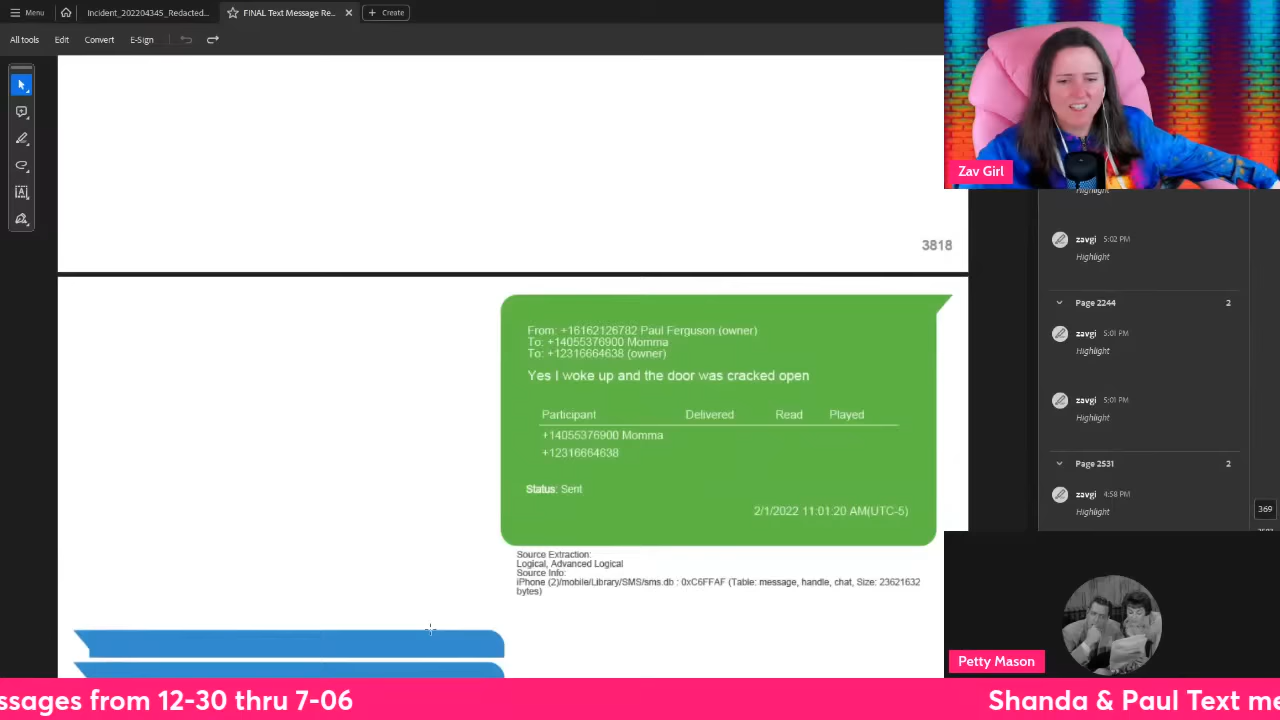 Menu
Incident_202204345_Redacted...
FINAL Text Message Re...
Create
All tools
Edit
Convert
E-Sign
Zav Girl
3818
Highlight
zavgi 5:02 PM
Highlight
Page 2244 2
zavgi 5:01 PM
Highlight
zavgi 5:01 PM
Highlight
Page 2531 2
zavgi 4:58 PM
Highlight
369
From: +16162126782 Paul Ferguson (owner)
To: +14055376900 Momma
To: +12316664638 (owner)
Yes I woke up and the door was cracked open
Participant Delivered Read Played
+14055376900 Momma
+12316664638
Status: Sent
2/1/2022 11:01:20 AM(UTC-5)
Source Extraction:
Logical, Advanced Logical
Source Info:
iPhone (2)/mobile/Library/SMS/sms.db : 0xC6FFAF (Table: message, handle, chat, Size: 23621632
bytes)
Petty Mason
ssages from 12-30 thru 7-06
Shanda & Paul Text me